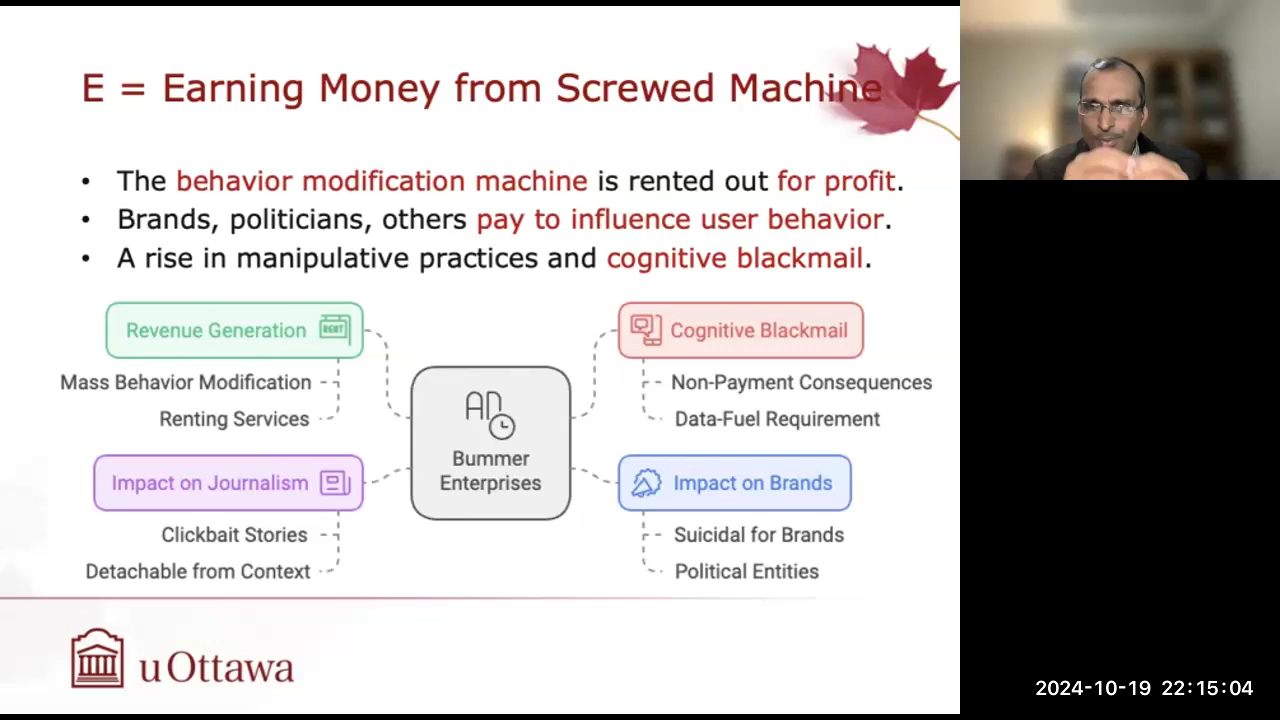 E = Earning Money from Screwed Machine
• The behavior modification machine is rented out for profit.
• Brands, politicians, others pay to influence user behavior.
• A rise in manipulative practices and cognitive blackmail.
Revenue Generation
RENT
Mass Behavior Modification
Renting Services
Impact on Journalism
Clickbait Stories
Detachable from Context
AD
Bummer
Enterprises
Cognitive Blackmail
Non-Payment Consequences
Data-Fuel Requirement
Impact on Brands
Suicidal for Brands
Political Entities
uOttawa
2024-10-19 22:15:04